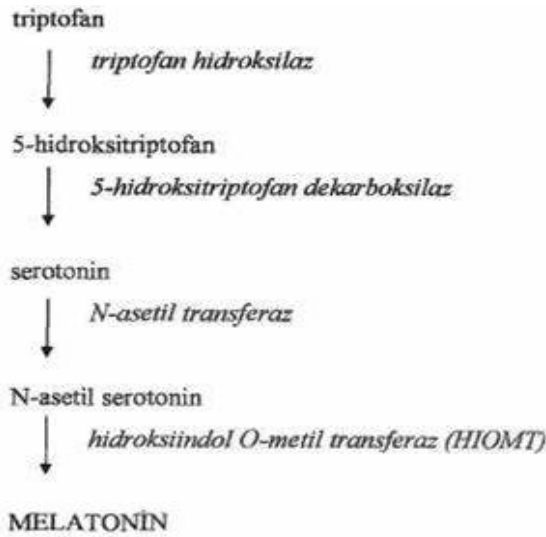 triptofan
triptofan hidroksilaz
5-hidroksitriptofan
5-hidroksitriptofan dekarboksilaz
serotonin
N-asetil transferaz
N-asetil serotonin
hidroksiindol O-metil transferaz (HIOMT)
MELATONİN